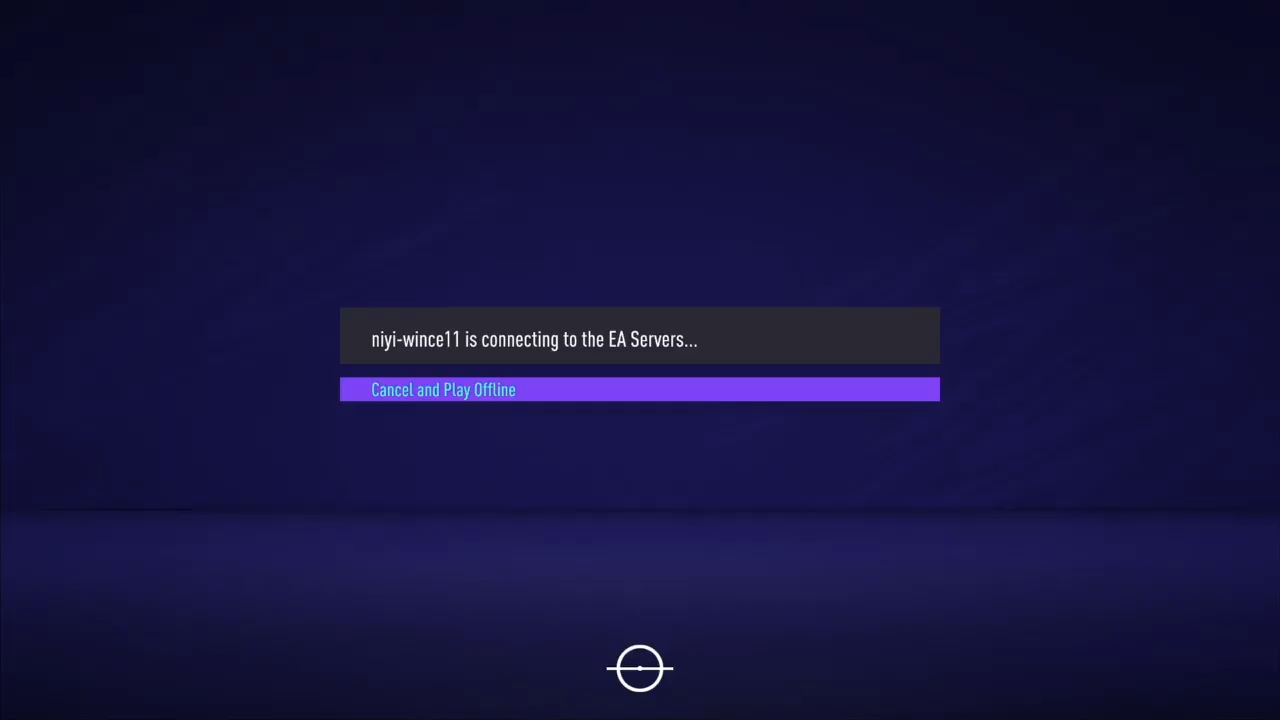 niyi-wince11 is connecting to the EA Servers...
Cancel and Play Offline